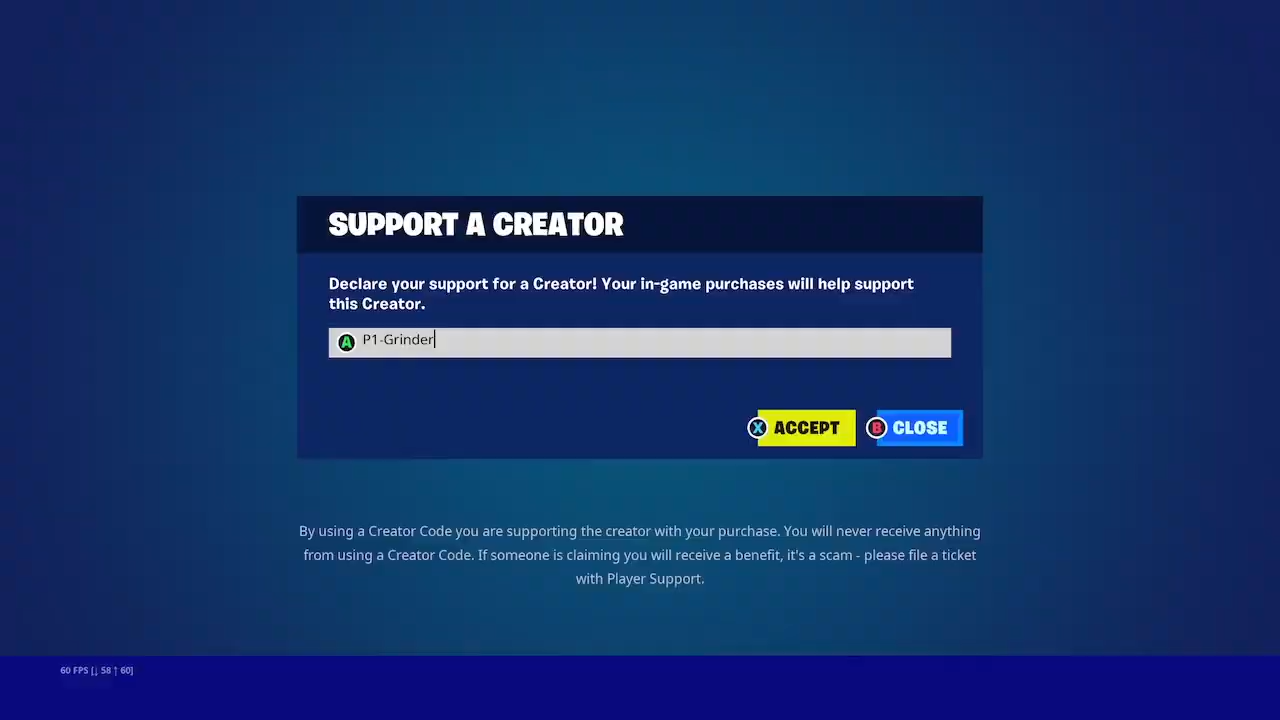 SUPPORT A CREATOR
Declare your support for a Creator! Your in-game purchases will help support
this Creator.
A P1-Grinder
X ACCEPT B CLOSE
By using a Creator Code you are supporting the creator with your purchase. You will never receive anything
from using a Creator Code. If someone is claiming you will receive a benefit, it's a scam - please file a ticket
with Player Support.
60 FPS [↓ 58 ↑ 60]